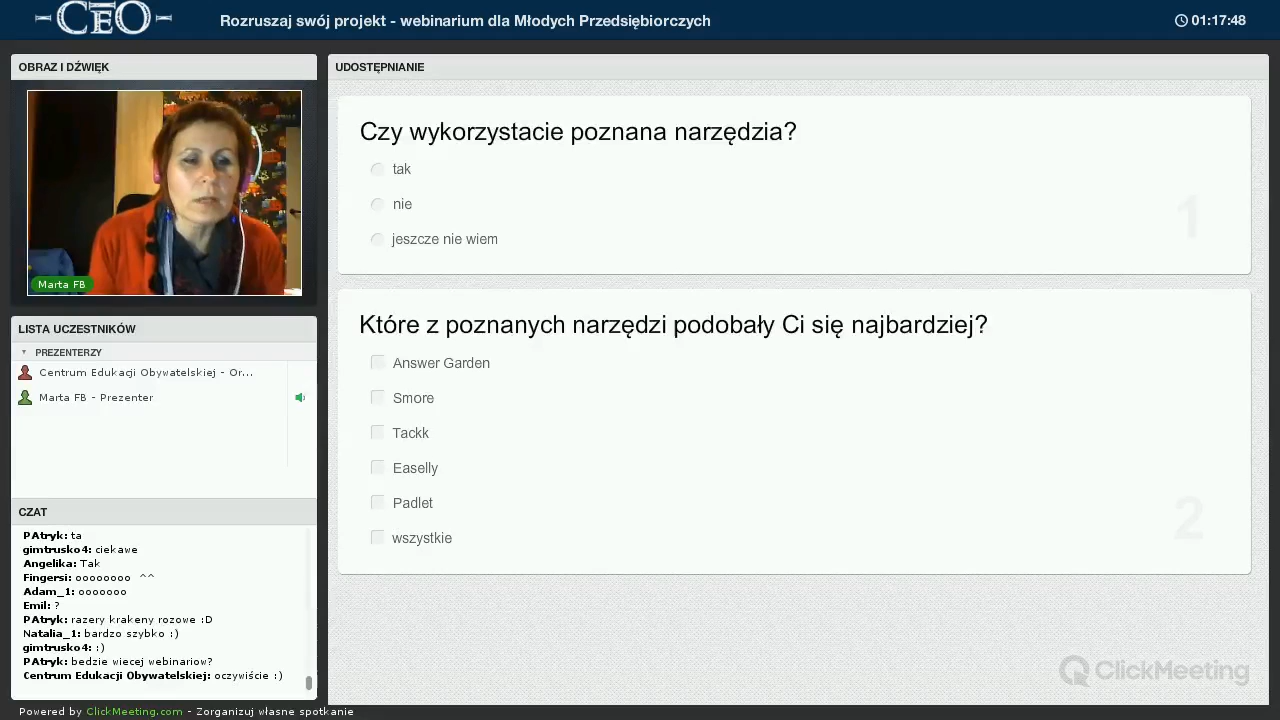 CEO
Rozruszaj swój projekt - webinarium dla Młodych Przedsiębiorczych
01:17:48
OBRAZ I DŹWIĘK
Marta FB
LISTA UCZESTNIKÓW
PREZENTERZY
Centrum Edukacji Obywatelskiej - Or...
Marta FB - Prezenter
CZAT
PAtryk: ta
gimtrusko4: ciekawe
Angelika: Tak
Fingersi: oooooooo ^^
Adam_1: ooooooo
Emil: ?
PAtryk: razery krakeny rozowe :D
Natalia_1: bardzo szybko :)
gimtrusko4: :)
PAtryk: bedzie wiecej webinariow?
Centrum Edukacji Obywatelskiej: oczywiście :)
UDOSTĘPNIANIE
Czy wykorzystacie poznana narzędzia?
tak
nie
jeszcze nie wiem
1
Które z poznanych narzędzi podobały Ci się najbardziej?
Answer Garden
Smore
Tackk
Easelly
Padlet
wszystkie
2
ClickMeeting
Powered by ClickMeeting.com - Zorganizuj własne spotkanie